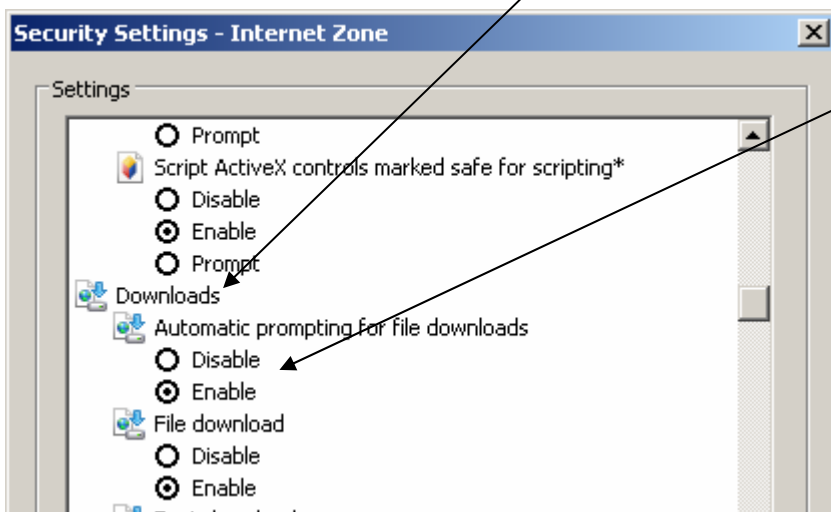 Security Settings - Internet Zone
Settings
Prompt
Script ActiveX controls marked safe for scripting*
Disable
Enable
Prompt
Downloads
Automatic prompting for file downloads
Disable
Enable
File download
Disable
Enable